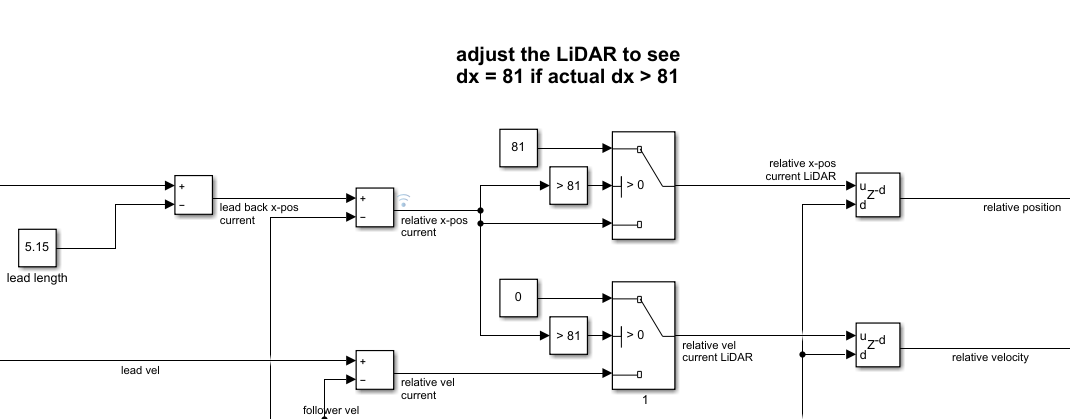 adjust the LiDAR to see
dx = 81 if actual dx > 81
81
> 81
> 0
relative x-pos
current LiDAR
u
d
Z-d
relative position
+
−
lead back x-pos
current
+
−
relative x-pos
current
5.15
lead length
0
> 81
> 0
relative vel
current LiDAR
u
d
Z-d
relative velocity
lead vel
+
−
relative vel
current
follower vel
1